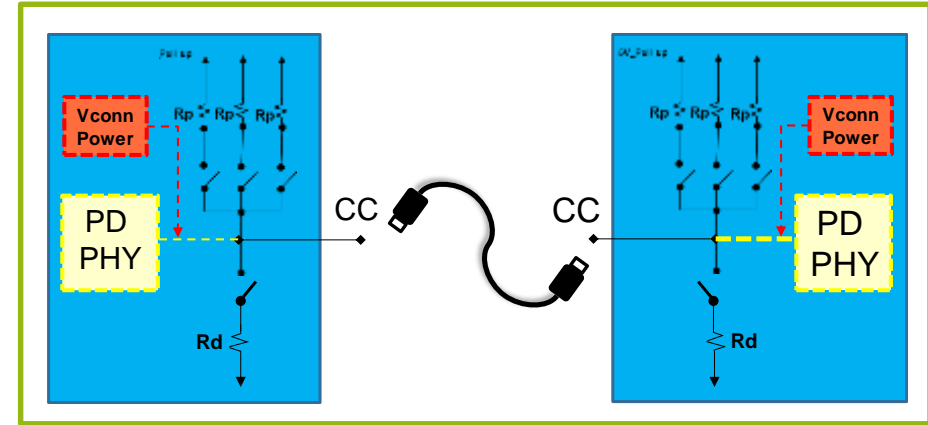 Rp Rp Rp
Vconn
Power
PD
PHY
CC
Rd
Rp Rp Rp
Vconn
Power
CC
PD
PHY
Rd